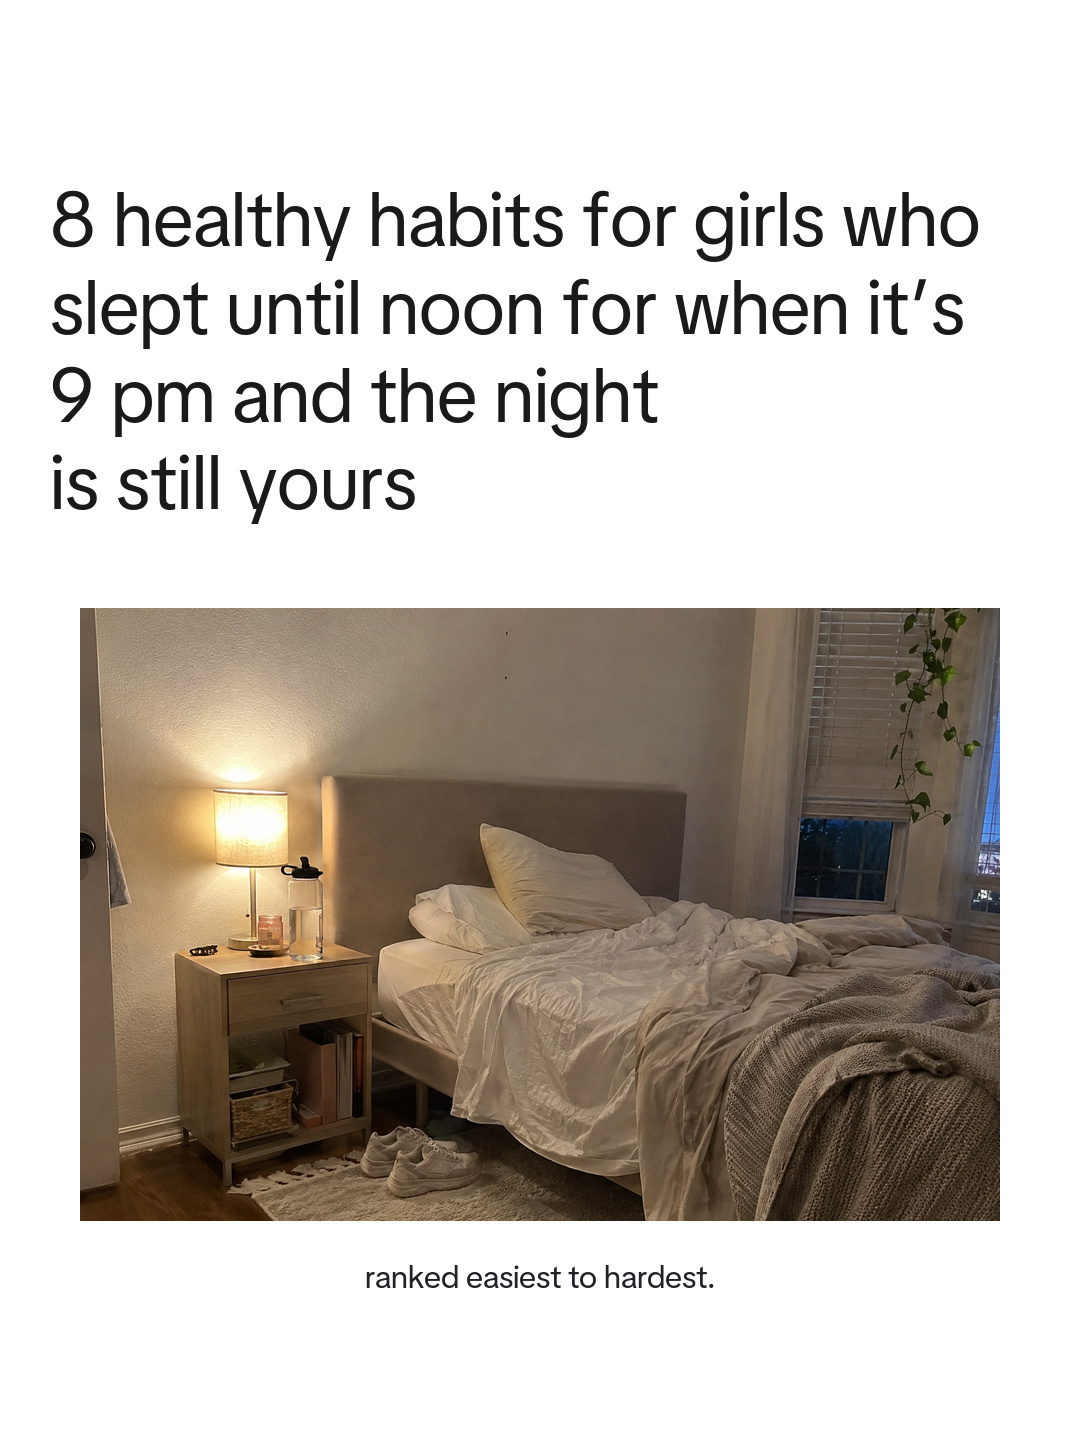 8 healthy habits for girls who
slept until noon for when it’s
9 pm and the night
is still yours
ranked easiest to hardest.